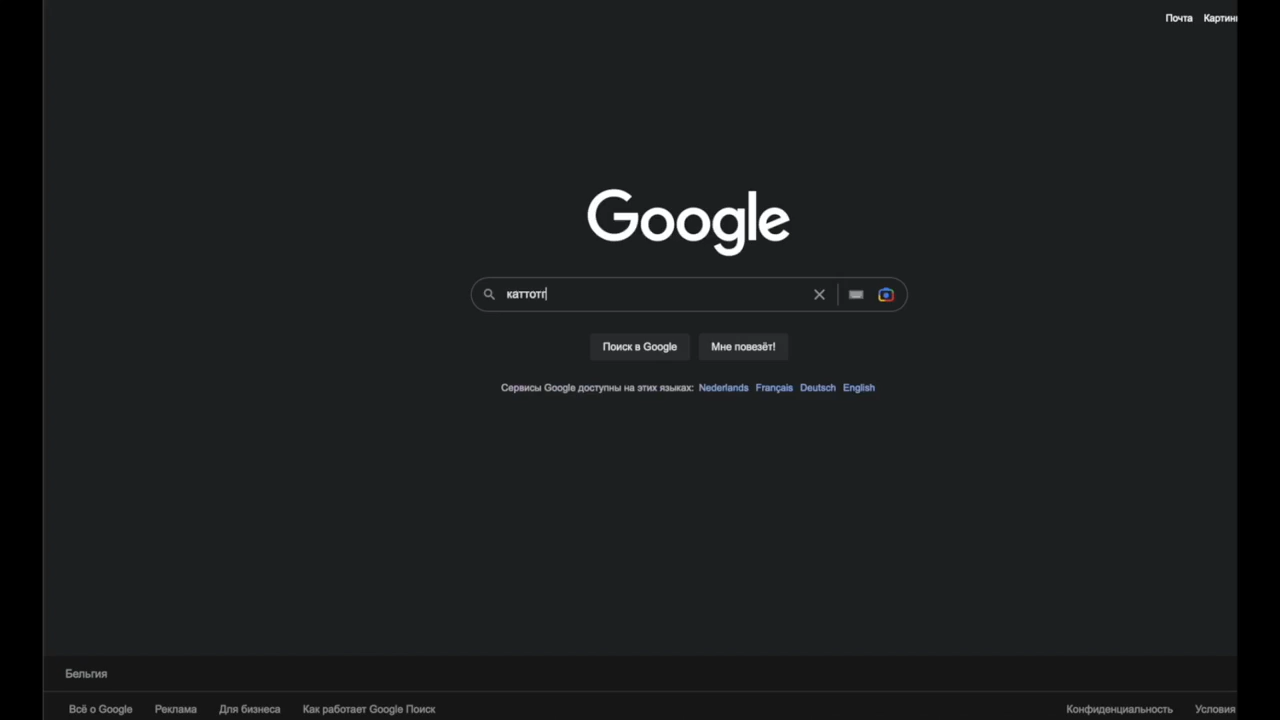 Почта Картин
Google
каттотг
Поиск в Google Мне повезёт!
Сервисы Google доступны на этих языках: Nederlands Français Deutsch English
Бельгия
Всё о Google Реклама Для бизнеса Как работает Google Поиск Конфиденциальность Условия